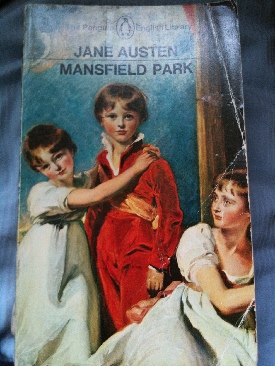 The Penguin English Library
JANE AUSTEN
MANSFIELD PARK